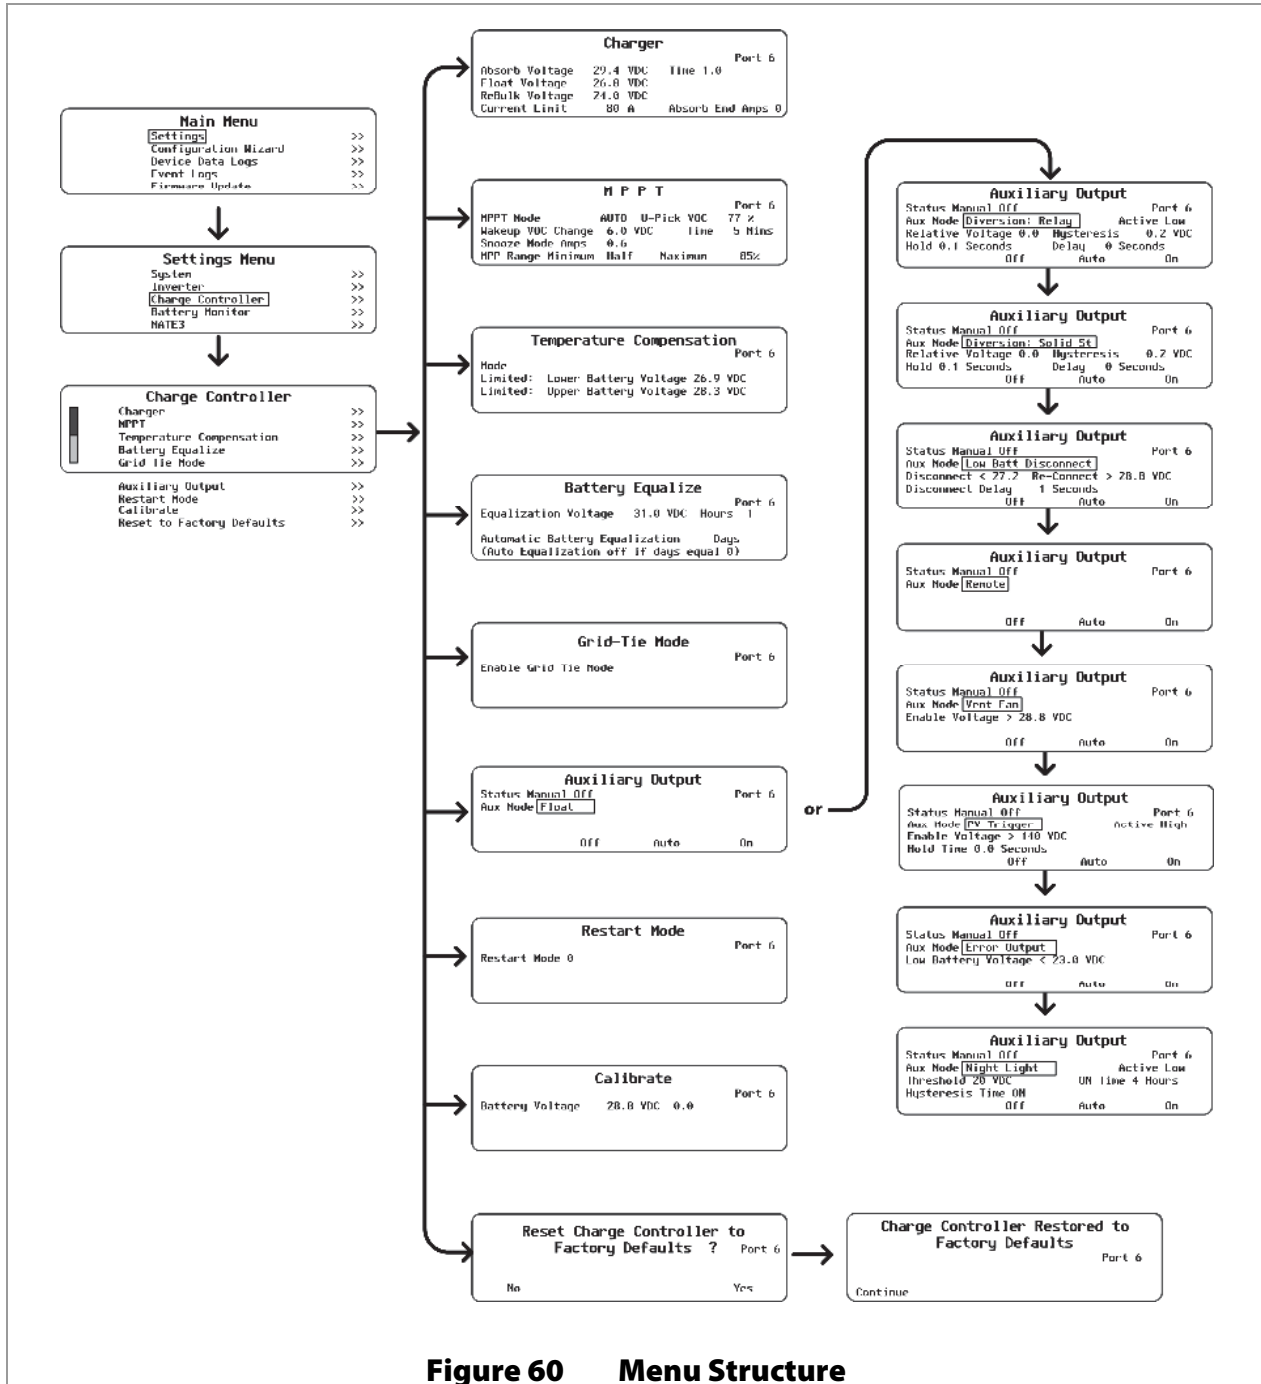 Main Menu
Settings >>
Configuration Wizard >>
Device Data Logs >>
Event Logs >>
Firmware Update >>
Settings Menu
System >>
Inverter >>
Charge Controller >>
Battery Monitor >>
MATE3 >>
Charge Controller
Charger >>
MPPT >>
Temperature Compensation >>
Battery Equalize >>
Grid Tie Mode >>
Auxiliary Output >>
Restart Mode >>
Calibrate >>
Reset to Factory Defaults >>
Charger
Port 6
Absorb Voltage 29.4 VDC Time 1.0
Float Voltage 26.8 VDC
ReBulk Voltage 24.0 VDC
Current Limit 80 A Absorb End Amps 0
MPPT
Port 6
MPPT Mode AUTO U-Pick VOC 77 %
Wakeup VOC Change 6.0 VDC Time 5 Mins
Snooze Mode Amps 0.6
MPP Range Minimum Half Maximum 85%
Temperature Compensation
Port 6
Mode
Limited: Lower Battery Voltage 26.9 VDC
Limited: Upper Battery Voltage 28.3 VDC
Battery Equalize
Port 6
Equalization Voltage 31.0 VDC Hours 1
Automatic Battery Equalization Days
(Auto Equalization off if days equal 0)
Grid-Tie Mode
Port 6
Enable Grid Tie Mode
Auxiliary Output
Status Manual Off Port 6
Aux Mode Float
Off Auto On
or
Restart Mode
Port 6
Restart Mode 0
Calibrate
Port 6
Battery Voltage 28.8 VDC 0.0
Reset Charge Controller to
Factory Defaults ? Port 6
No Yes
Charge Controller Restored to
Factory Defaults
Port 6
Continue
Auxiliary Output
Status Manual Off Port 6
Aux Mode Diversion: Relay Active Low
Relative Voltage 0.0 Hysteresis 0.2 VDC
Hold 0.1 Seconds Delay 0 Seconds
Off Auto On
Auxiliary Output
Status Manual Off Port 6
Aux Mode Diversion: Solid St
Relative Voltage 0.0 Hysteresis 0.2 VDC
Hold 0.1 Seconds Delay 0 Seconds
Off Auto On
Auxiliary Output
Status Manual Off Port 6
Aux Mode Low Batt Disconnect
Disconnect < 27.2 Re-Connect > 28.8 VDC
Disconnect Delay 1 Seconds
Off Auto On
Auxiliary Output
Status Manual Off Port 6
Aux Mode Remote
Off Auto On
Auxiliary Output
Status Manual Off Port 6
Aux Mode Vent Fan
Enable Voltage > 28.8 VDC
Off Auto On
Auxiliary Output
Status Manual Off Port 6
Aux Mode PV Trigger Active High
Enable Voltage > 140 VDC
Hold Time 0.0 Seconds
Off Auto On
Auxiliary Output
Status Manual Off Port 6
Aux Mode Error Output
Low Battery Voltage < 23.0 VDC
Off Auto On
Auxiliary Output
Status Manual Off Port 6
Aux Mode Night Light Active Low
Threshold 20 VDC ON Time 4 Hours
Hysteresis Time ON
Off Auto On
Figure 60 Menu Structure